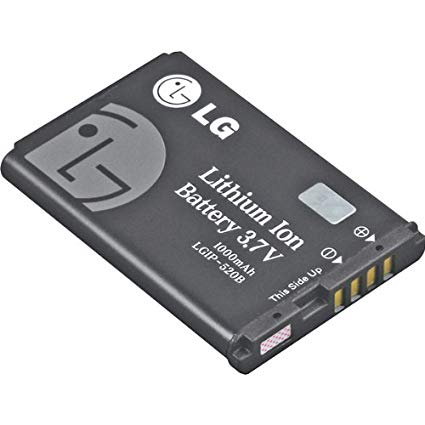 LG
Lithium Ion
Battery 3.7V
1000mAh
LGIP-520B
This Side Up